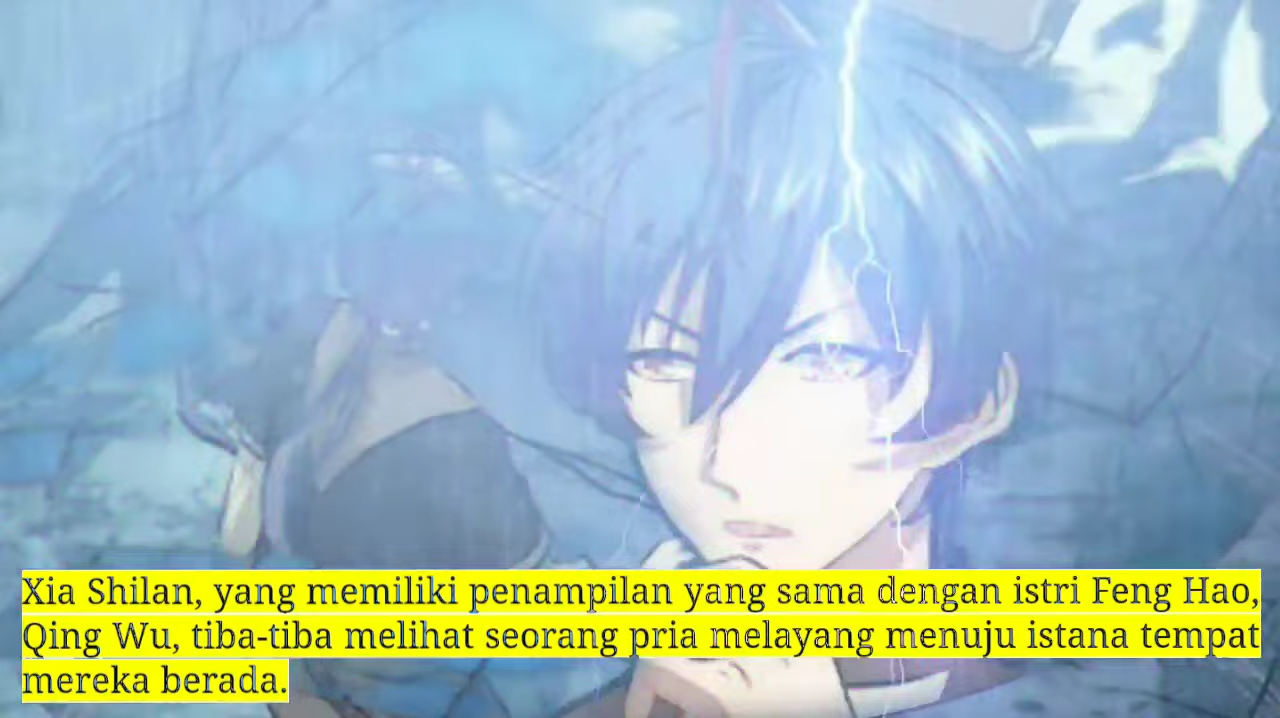 Xia Shilan, yang memiliki penampilan yang sama dengan istri Feng Hao,
Qing Wu, tiba-tiba melihat seorang pria melayang menuju istana tempat
mereka berada.